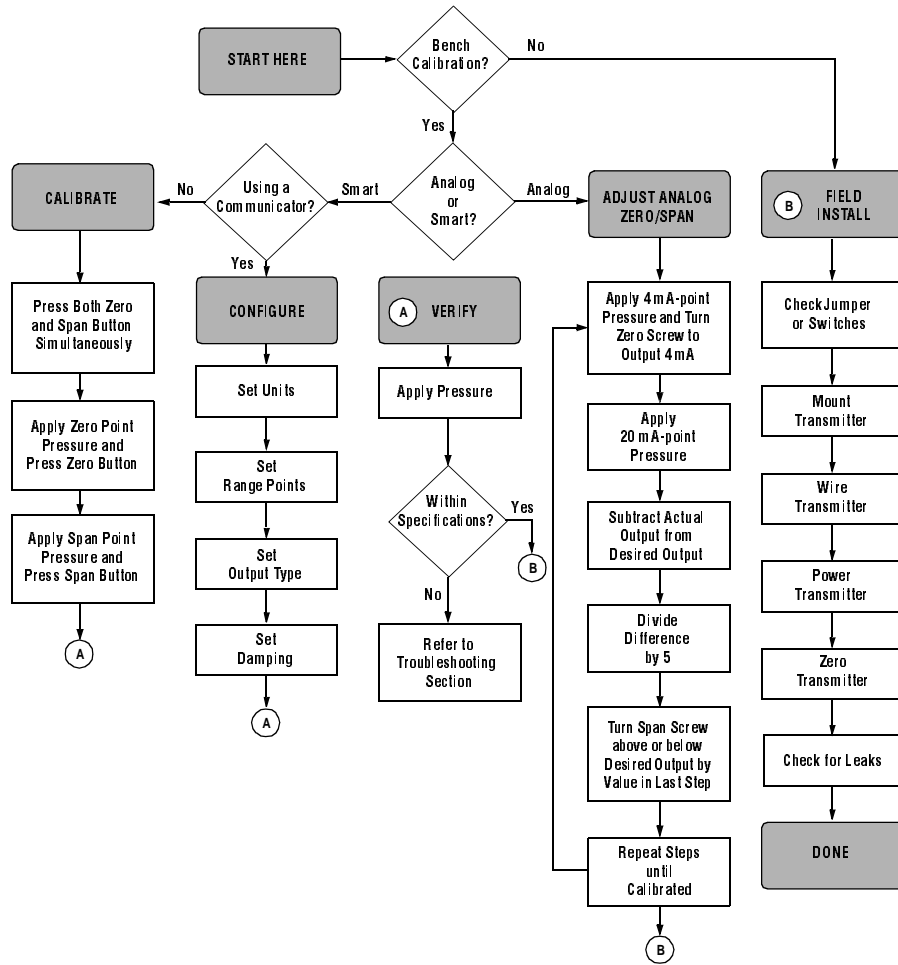 START HERE
Bench
Calibration?
No
Yes
CALIBRATE
No
Using a
Communicator?
Smart
Analog
or
Smart?
Analog
ADJUST ANALOG
ZERO/SPAN
B
FIELD
INSTALL
Yes
Press Both Zero
and Span Button
Simultaneously
Apply Zero Point
Pressure and
Press Zero Button
Apply Span Point
Pressure and
Press Span Button
A
CONFIGURE
Set Units
Set
Range Points
Set
Output Type
Set
Damping
A
A
VERIFY
Apply Pressure
Within
Specifications?
Yes
B
No
Refer to
Troubleshooting
Section
Apply 4mA-point
Pressure and Turn
Zero Screw to
Output 4mA
Apply
20 mA-point
Pressure
Subtract Actual
Output from
Desired Output
Divide
Difference
by 5
Turn Span Screw
above or below
Desired Output by
Value in Last Step
Repeat Steps
until
Calibrated
B
Check Jumper
or Switches
Mount
Transmitter
Wire
Transmitter
Power
Transmitter
Zero
Transmitter
Check for Leaks
DONE